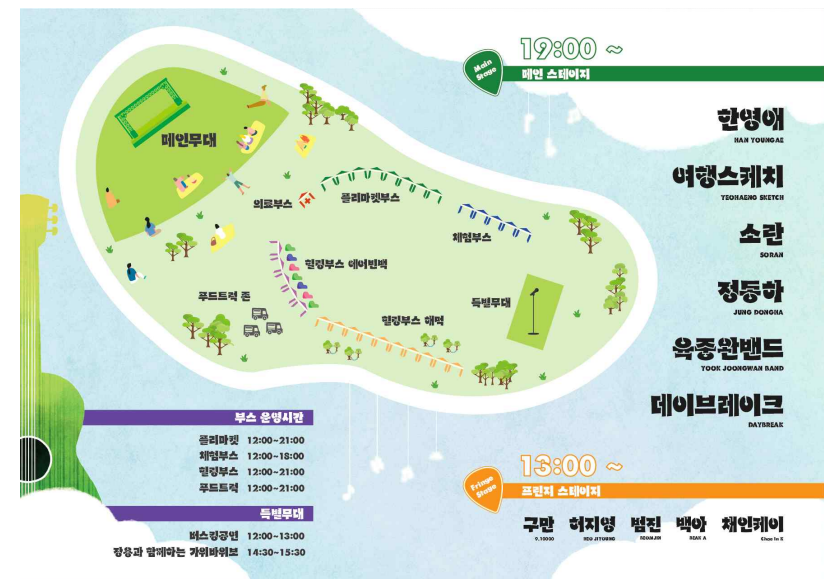 19:00 ~
Main
Stage
메인 스테이지
한영애
HAN YOUNGAE
여행스케치
YEOHAENG SKETCH
소란
SORAN
정동하
JUNG DONGHA
육중완밴드
YOOK JOONGWAN BAND
데이브레이크
DAYBREAK
메인무대
의료부스
플리마켓부스
체험부스
힐링부스 에어빈백
푸드트럭 존
힐링부스 해먹
특별무대
부스 운영시간
플리마켓 12:00~21:00
체험부스 12:00~18:00
힐링부스 12:00~21:00
푸드트럭 12:00~21:00
특별무대
버스킹공연 12:00~13:00
장용과 함께하는 가위바위보 14:30~15:30
13:00 ~
Fringe
Stage
프린지 스테이지
구만 허지영 범진 백아 채인케이
9.10000 HEO JIYOUNG BEOMJIN BEAK A Chae In K